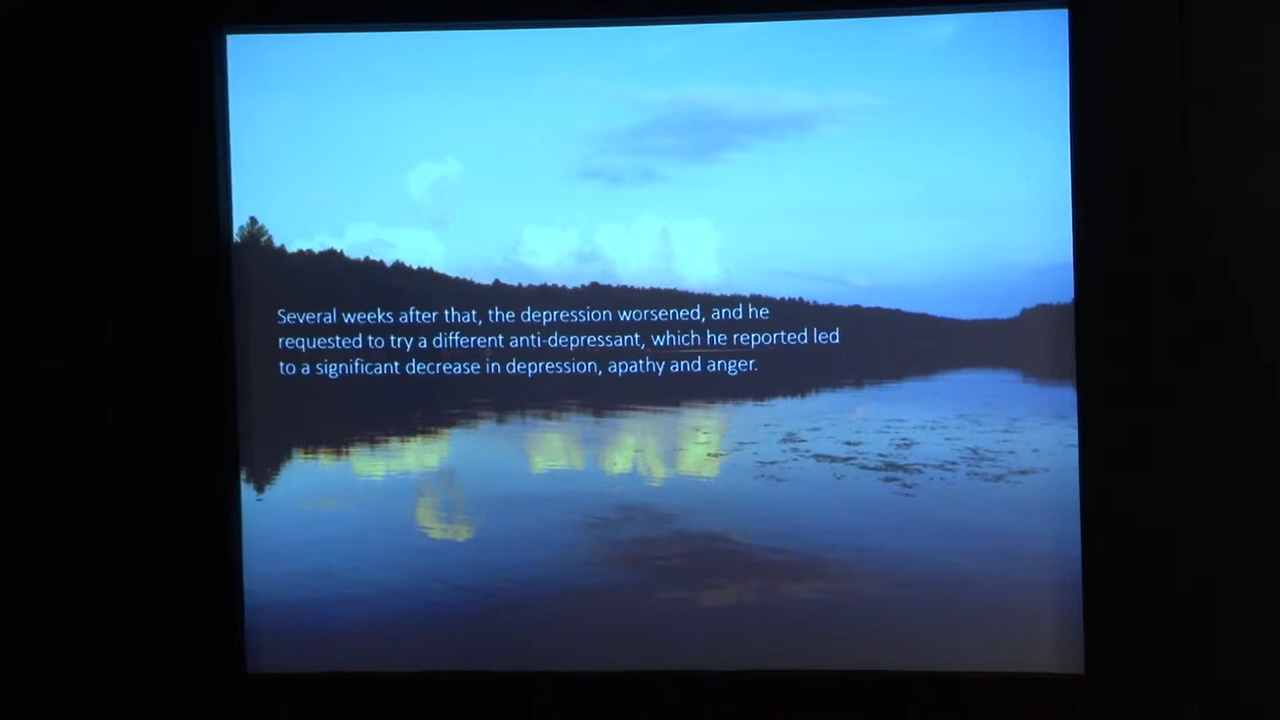 Several weeks after that, the depression worsened, and he
requested to try a different anti-depressant, which he reported led
to a significant decrease in depression, apathy and anger.